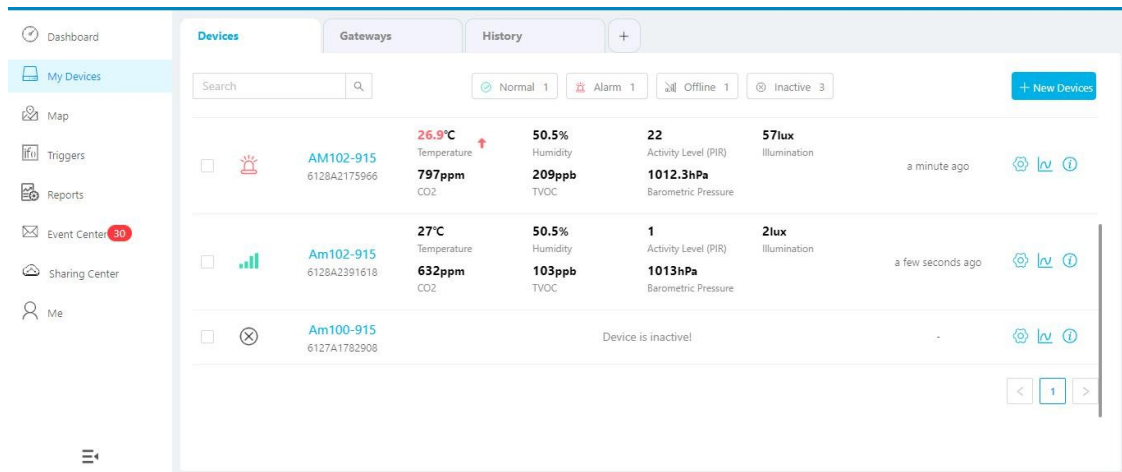 Dashboard
My Devices
Map
Triggers
Reports
Event Center 30
Sharing Center
Me
Devices Gateways History +
Search
Normal 1 Alarm 1 Offline 1 Inactive 3
+ New Devices
AM102-915
6128A2175966
26.9℃ 50.5% 22 57lux
Temperature Humidity Activity Level (PIR) Illumination
797ppm 209ppb 1012.3hPa
CO2 TVOC Barometric Pressure
a minute ago
Am102-915
6128A2391618
27℃ 50.5% 1 2lux
Temperature Humidity Activity Level (PIR) Illumination
632ppm 103ppb 1013hPa
CO2 TVOC Barometric Pressure
a few seconds ago
Am100-915
6127A1782908
Device is inactive!
-
< 1 >